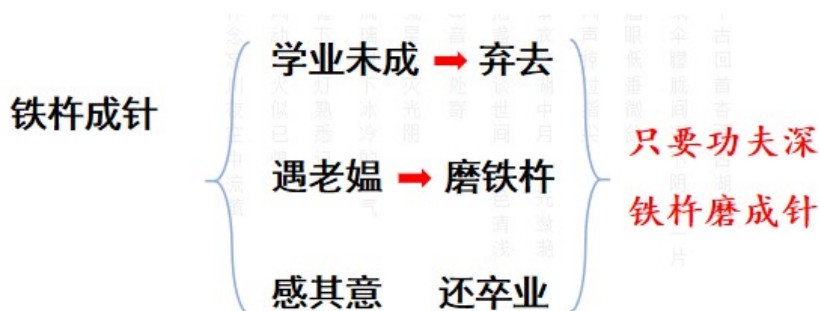 铁杵成针
学业未成 弃去
遇老媪 磨铁杵
感其意 还卒业
只要功夫深
铁杵磨成针